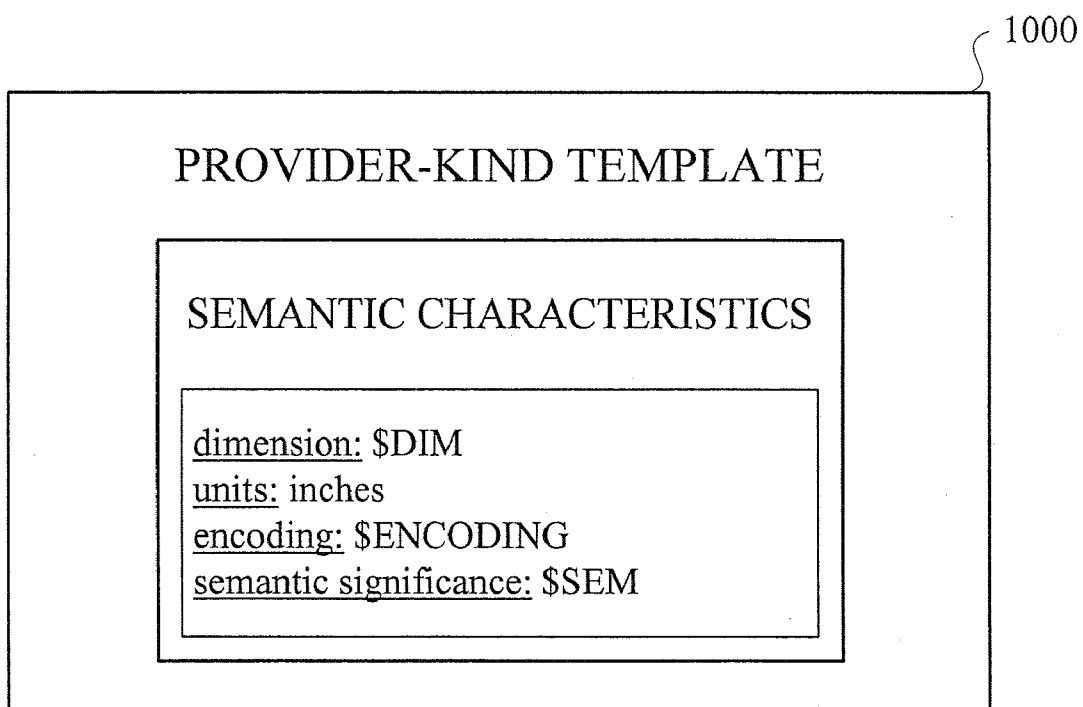 1000
PROVIDER-KIND TEMPLATE
SEMANTIC CHARACTERISTICS
dimension: $DIM
units: inches
encoding: $ENCODING
semantic significance: $SEM